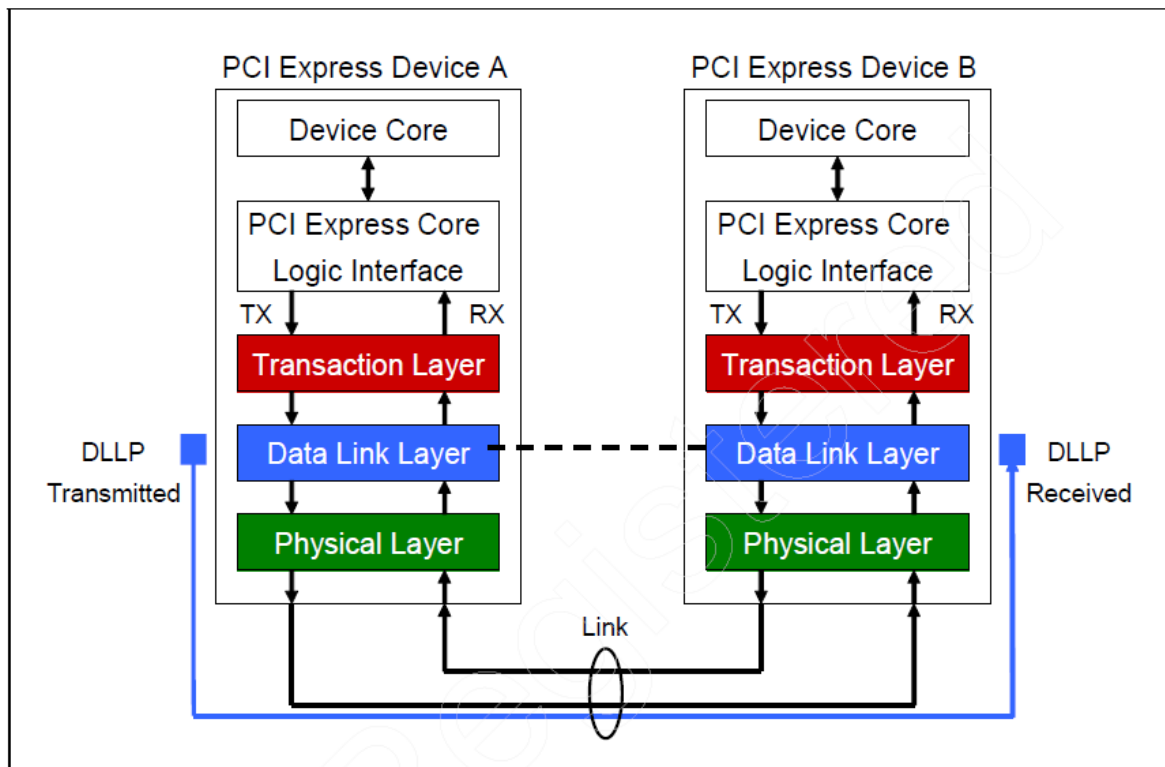 PCI Express Device A
PCI Express Device B
Device Core
Device Core
PCI Express Core
Logic Interface
PCI Express Core
Logic Interface
TX
RX
TX
RX
Transaction Layer
Transaction Layer
DLLP
Transmitted
Data Link Layer
Data Link Layer
DLLP
Received
Physical Layer
Physical Layer
Link
Registered